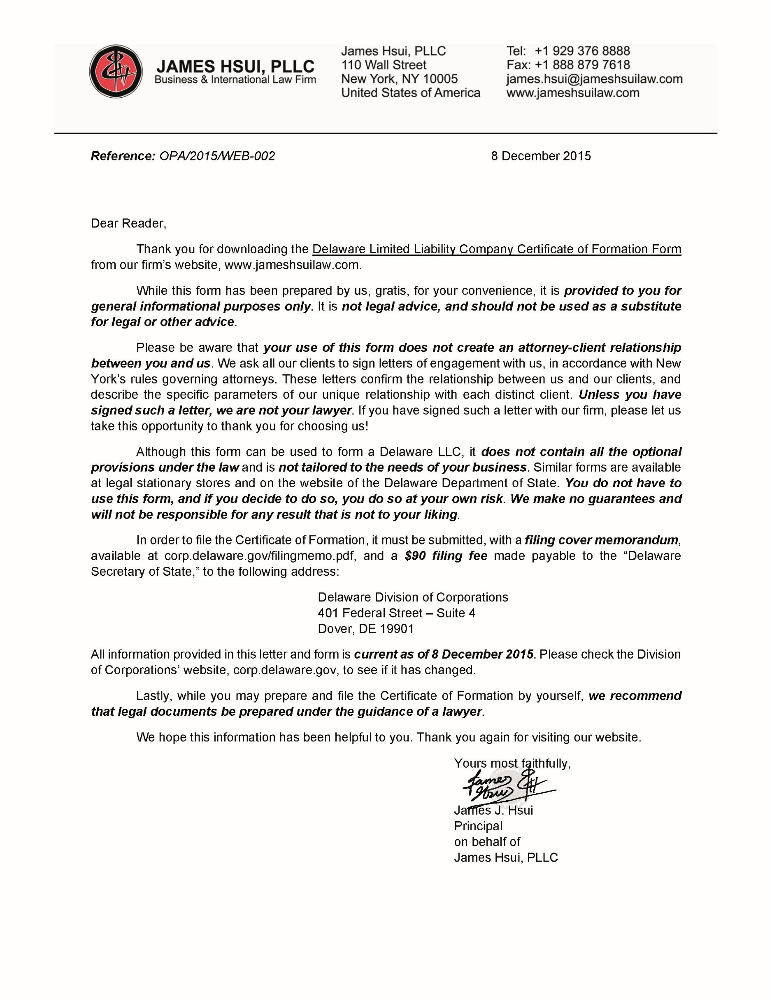 JAMES HSUI, PLLC
Business & International Law Firm
James Hsui, PLLC
110 Wall Street
New York, NY 10005
United States of America
Tel: +1 929 376 8888
Fax: +1 888 879 7618
james.hsui@jameshsuilaw.com
www.jameshsuilaw.com
Reference: OPA/2015/WEB-002
8 December 2015
Dear Reader,
Thank you for downloading the Delaware Limited Liability Company Certificate of Formation Form
from our firm’s website, www.jameshsuilaw.com.
While this form has been prepared by us, gratis, for your convenience, it is provided to you for
general informational purposes only. It is not legal advice, and should not be used as a substitute
for legal or other advice.
Please be aware that your use of this form does not create an attorney-client relationship
between you and us. We ask all our clients to sign letters of engagement with us, in accordance with New
York’s rules governing attorneys. These letters confirm the relationship between us and our clients, and
describe the specific parameters of our unique relationship with each distinct client. Unless you have
signed such a letter, we are not your lawyer. If you have signed such a letter with our firm, please let us
take this opportunity to thank you for choosing us!
Although this form can be used to form a Delaware LLC, it does not contain all the optional
provisions under the law and is not tailored to the needs of your business. Similar forms are available
at legal stationary stores and on the website of the Delaware Department of State. You do not have to
use this form, and if you decide to do so, you do so at your own risk. We make no guarantees and
will not be responsible for any result that is not to your liking.
In order to file the Certificate of Formation, it must be submitted, with a filing cover memorandum,
available at corp.delaware.gov/filingmemo.pdf, and a $90 filing fee made payable to the “Delaware
Secretary of State,” to the following address:
Delaware Division of Corporations
401 Federal Street – Suite 4
Dover, DE 19901
All information provided in this letter and form is current as of 8 December 2015. Please check the Division
of Corporations’ website, corp.delaware.gov, to see if it has changed.
Lastly, while you may prepare and file the Certificate of Formation by yourself, we recommend
that legal documents be prepared under the guidance of a lawyer.
We hope this information has been helpful to you. Thank you again for visiting our website.
Yours most faithfully,
James
Hsui
James J. Hsui
Principal
on behalf of
James Hsui, PLLC